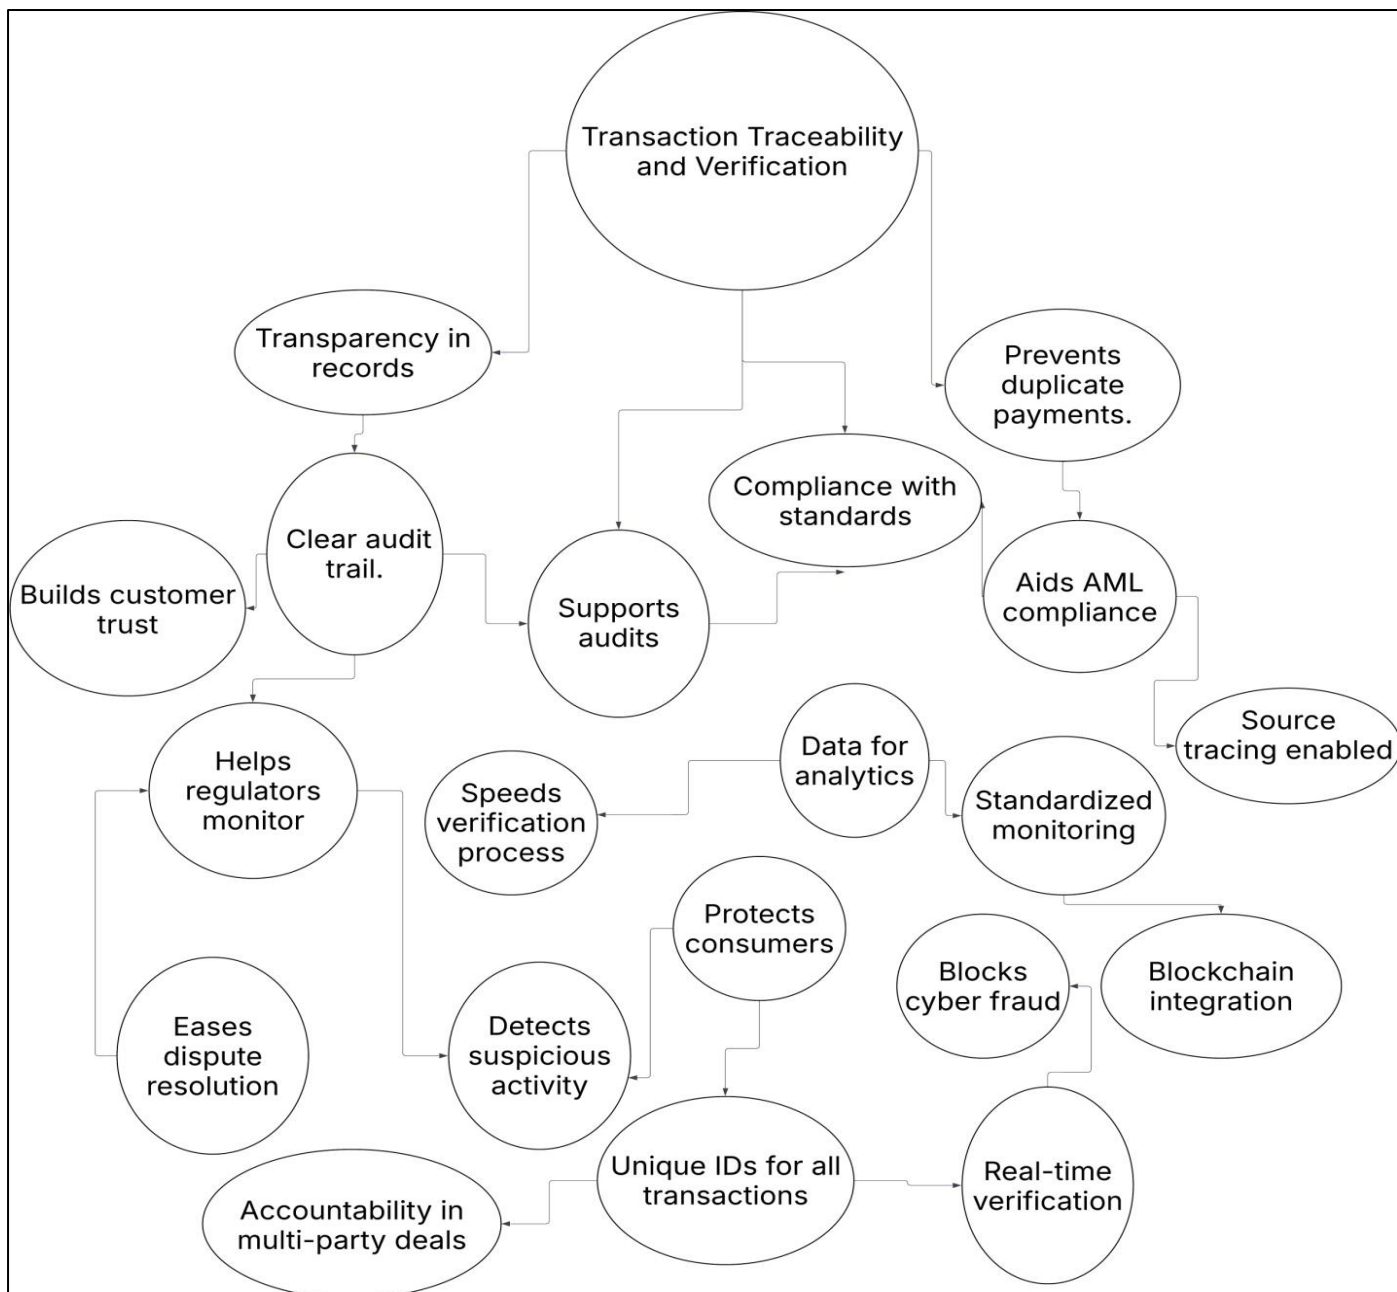 Transaction Traceability
and Verification
Transparency in
records
Prevents
duplicate
payments.
Compliance with
standards
Clear audit
trail.
Builds customer
trust
Supports
audits
Aids AML
compliance
Source
tracing enabled
Data for
analytics
Helps
regulators
monitor
Speeds
verification
process
Standardized
monitoring
Protects
consumers
Blocks
cyber fraud
Blockchain
integration
Eases
dispute
resolution
Detects
suspicious
activity
Unique IDs for all
transactions
Real-time
verification
Accountability in
multi-party deals